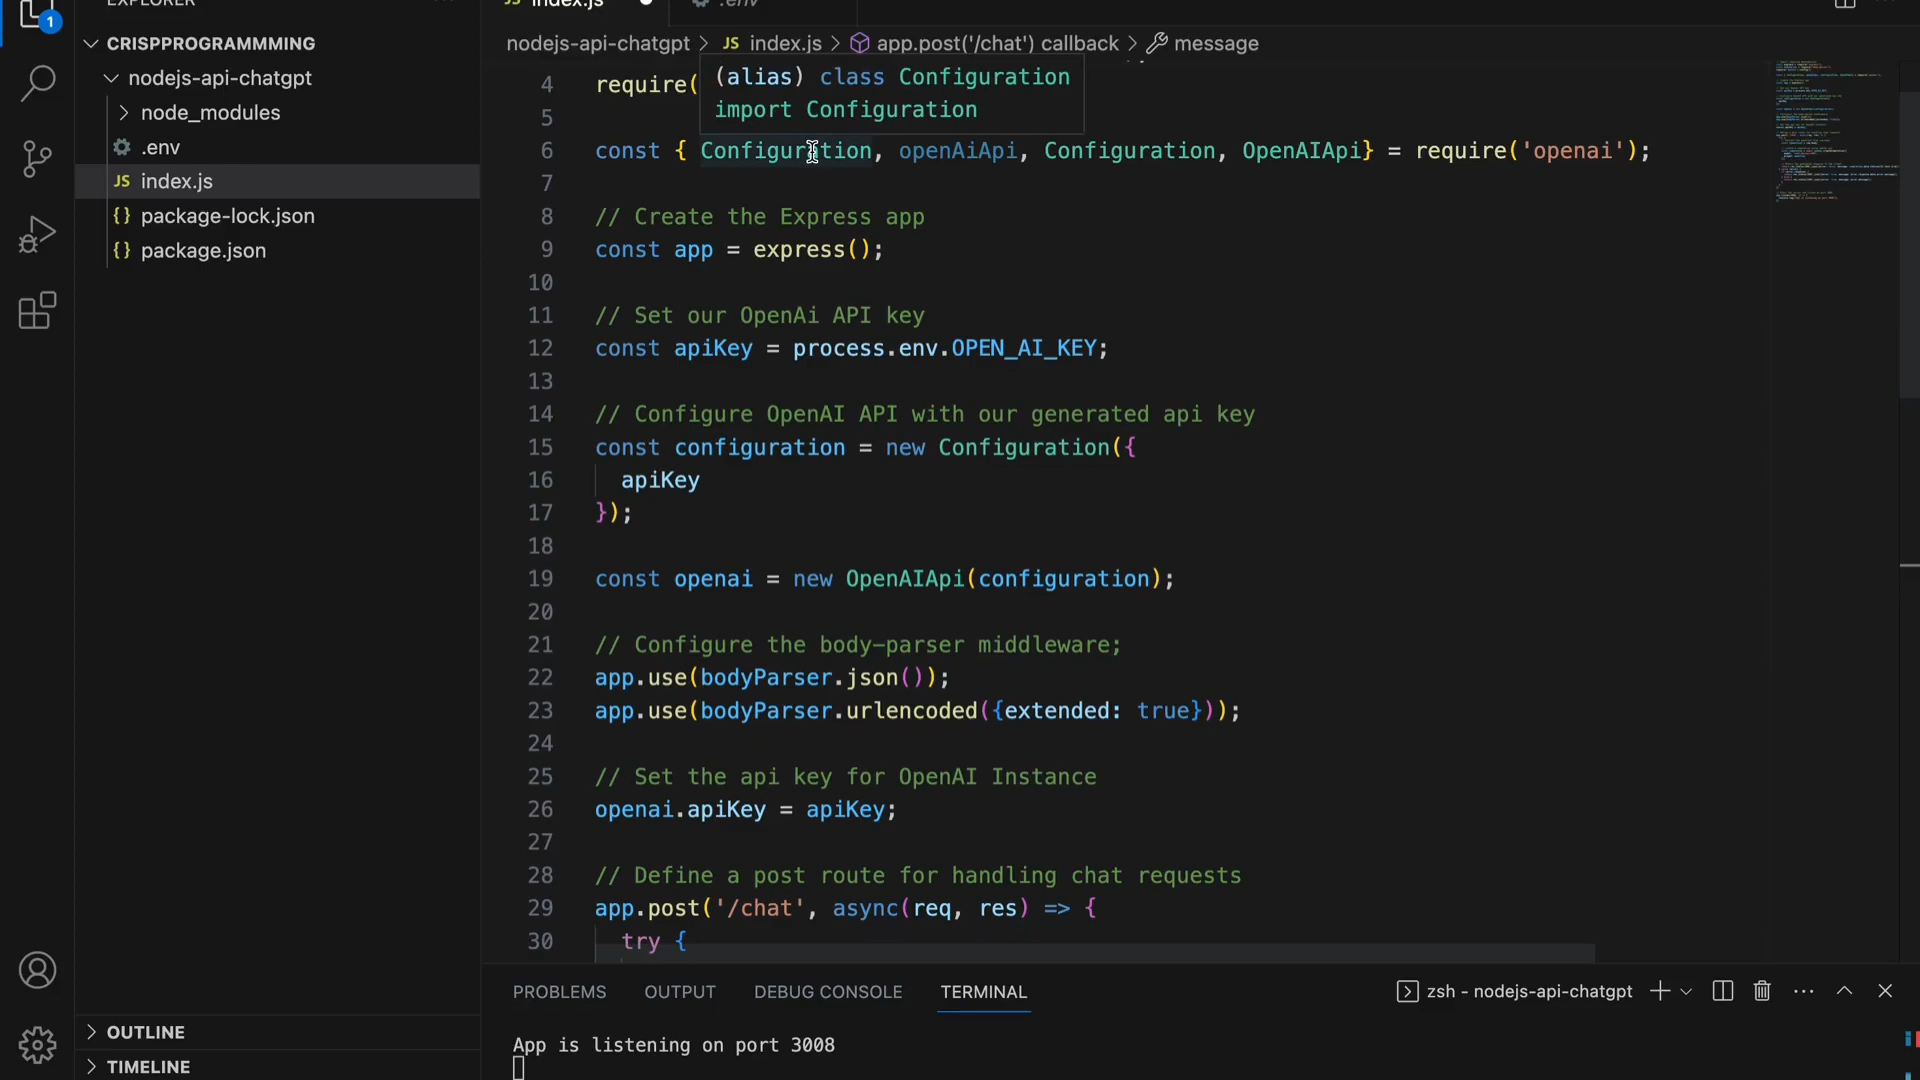 1
EXPLORER
index.js
.env
CRISPPROGRAMMMING
nodejs-api-chatgpt
node_modules
.env
JS index.js
{} package-lock.json
{} package.json
OUTLINE
TIMELINE
nodejs-api-chatgpt > JS index.js > app.post('/chat') callback > message
(alias) class Configuration
import Configuration
4 require(
5
6 const { Configuration, openAiApi, Configuration, OpenAIApi} = require('openai');
7
8 // Create the Express app
9 const app = express();
10
11 // Set our OpenAi API key
12 const apiKey = process.env.OPEN_AI_KEY;
13
14 // Configure OpenAI API with our generated api key
15 const configuration = new Configuration({
16 apiKey
17 });
18
19 const openai = new OpenAIApi(configuration);
20
21 // Configure the body-parser middleware;
22 app.use(bodyParser.json());
23 app.use(bodyParser.urlencoded({extended: true}));
24
25 // Set the api key for OpenAI Instance
26 openai.apiKey = apiKey;
27
28 // Define a post route for handling chat requests
29 app.post('/chat', async(req, res) => {
30 try {
PROBLEMS OUTPUT DEBUG CONSOLE TERMINAL
zsh - nodejs-api-chatgpt
App is listening on port 3008